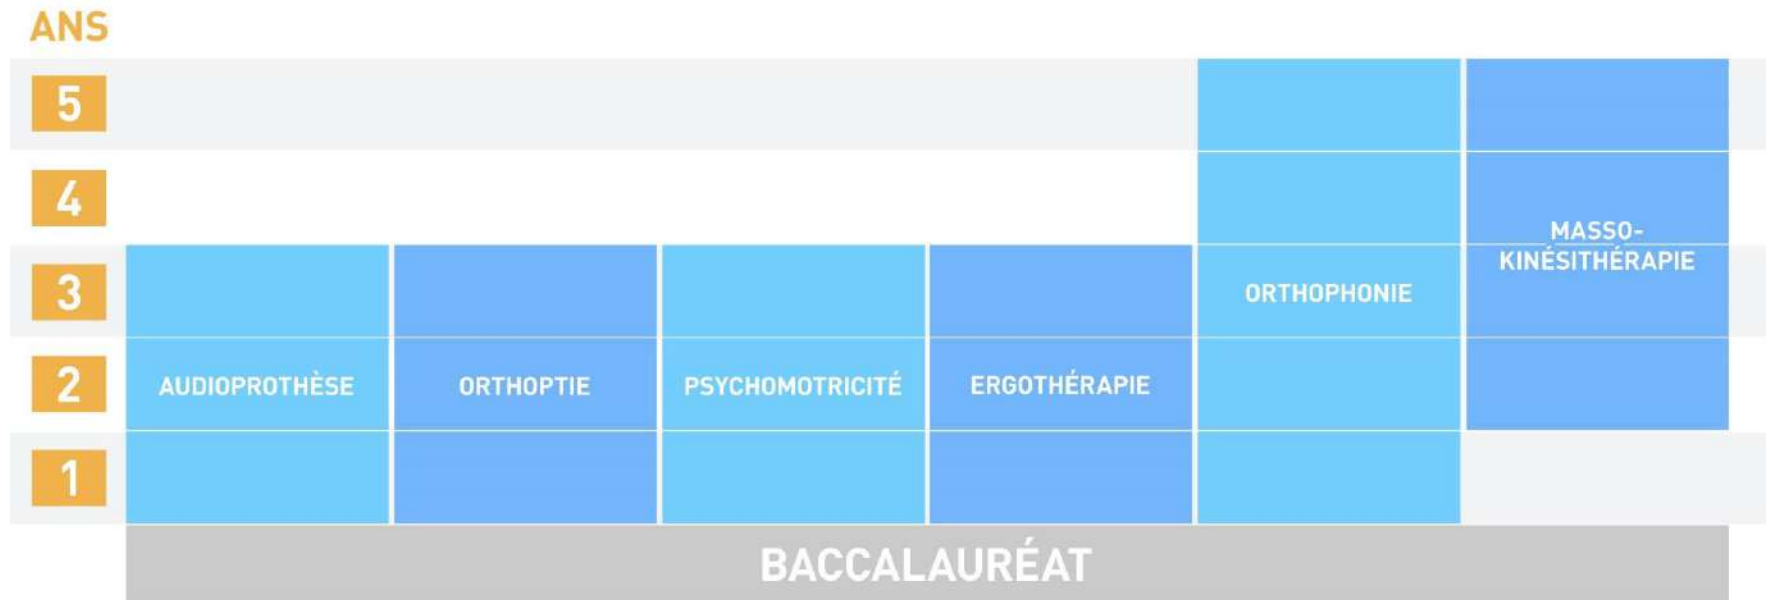 ANS
5
4
MASSO-
KINÉSITHÉRAPIE
3
ORTHOPHONIE
2
AUDIOPROTHÈSE
ORTHOPTIE
PSYCHOMOTRICITÉ
ERGOTHÉRAPIE
1
BACCALAURÉAT